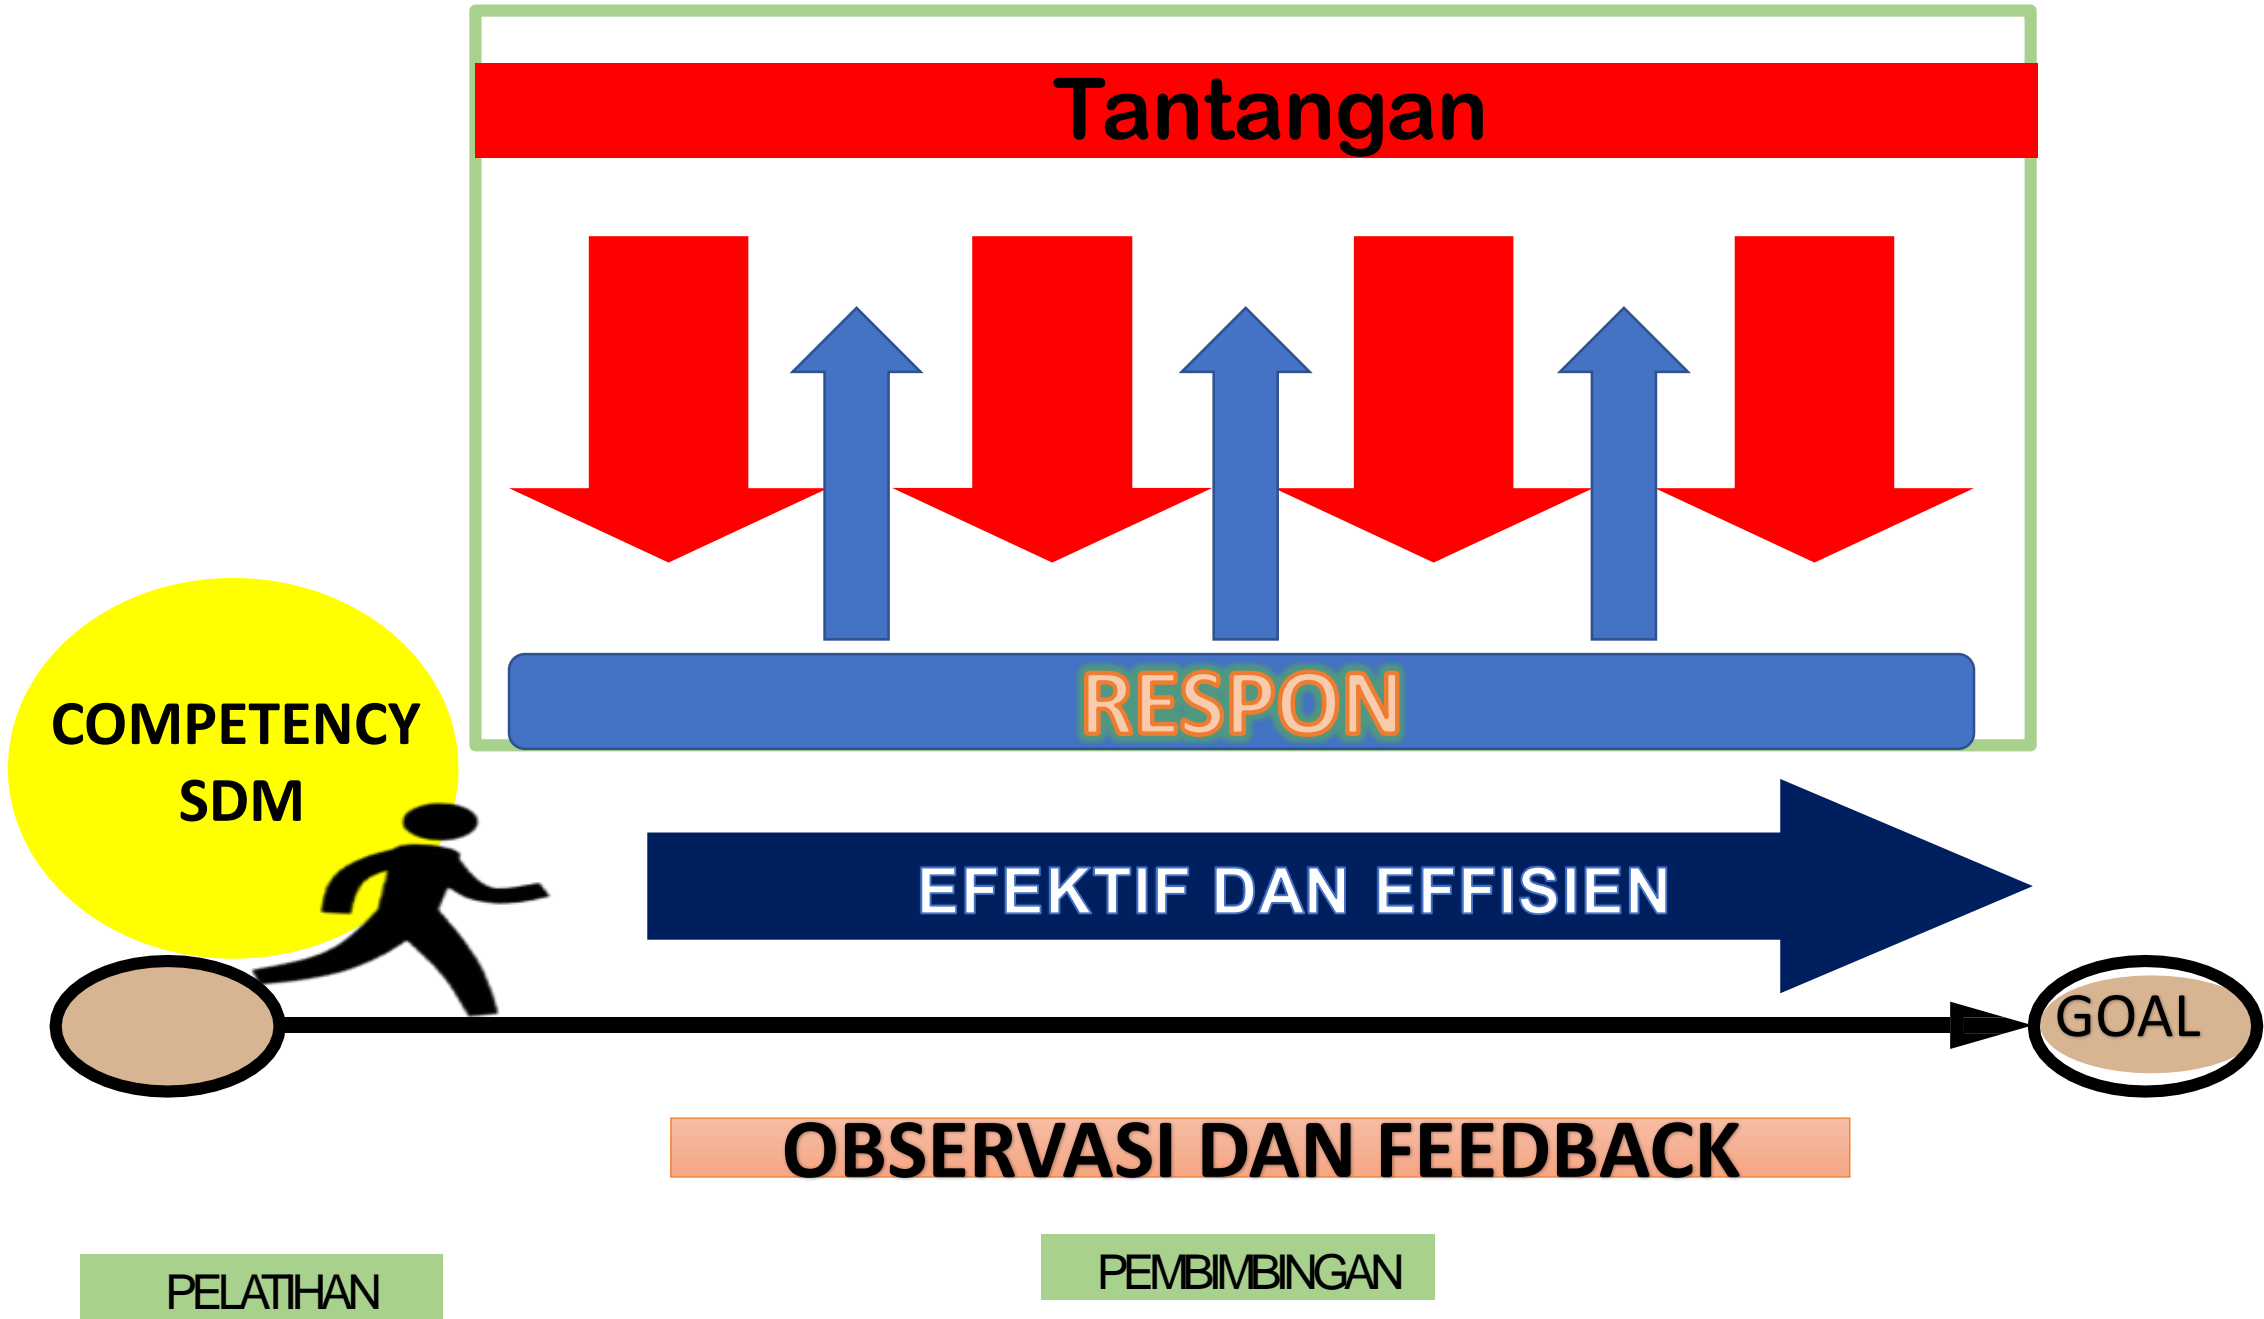 Tantangan
RESPON
COMPETENCY
SDM
EFEKTIF DAN EFFISIEN
GOAL
OBSERVASI DAN FEEDBACK
PEMBIMBINGAN
PELATIHAN